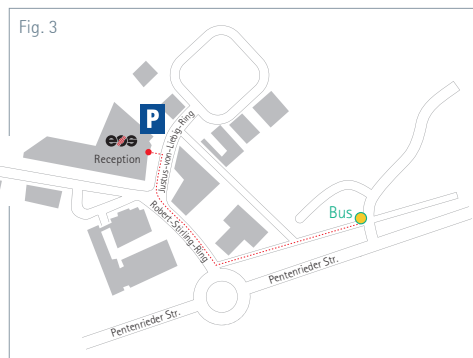 Fig. 3
P
eos
Reception
Justus-von-Liebig-Ring
Robert-Stirling-Ring
Bus
Pentenrieder Str.
Pentenrieder Str.